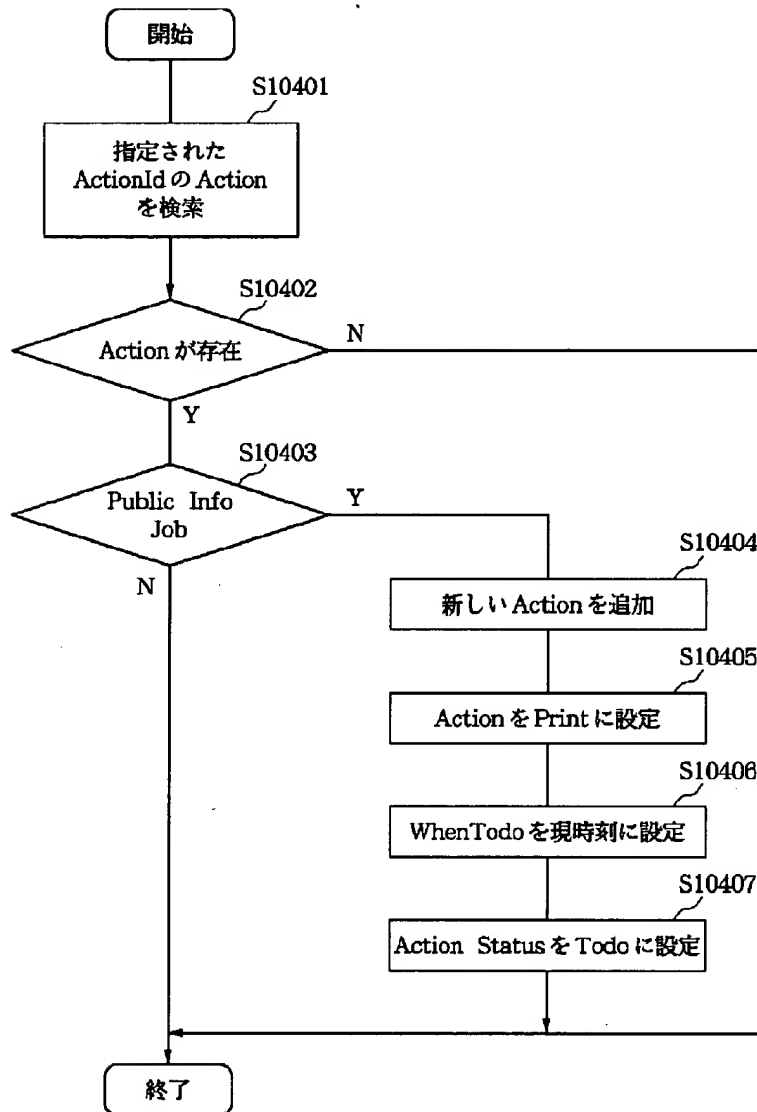 開始
S10401
指定された
ActionIdのAction
を検索
S10402
Actionが存在
N
Y
S10403
Public Info
Job
Y
N
S10404
新しいActionを追加
S10405
ActionをPrintに設定
S10406
WhenTodoを現時刻に設定
S10407
Action StatusをTodoに設定
終了